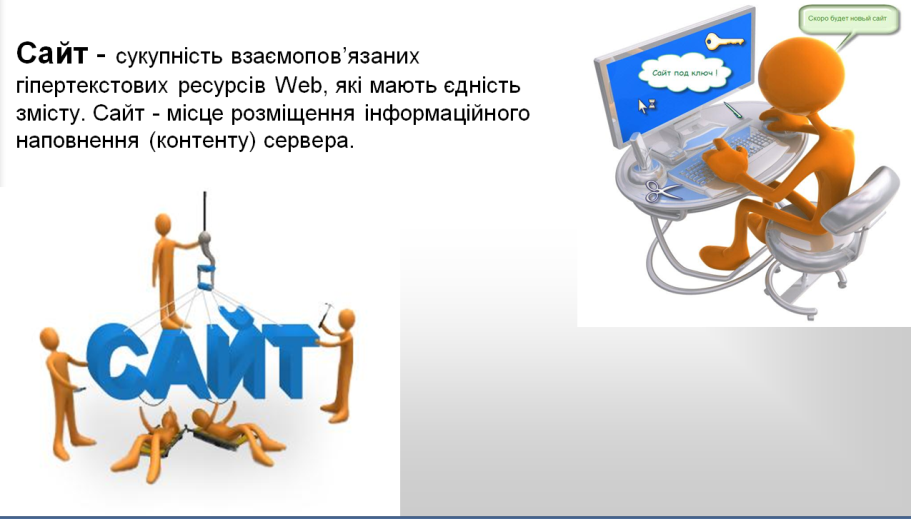 Сайт - сукупність взаємопов’язаних
гіпертекстових ресурсів Web, які мають єдність
змісту. Сайт - місце розміщення інформаційного
наповнення (контенту) сервера.
Скоро будет новый сайт
Сайт под ключ !
САЙТ